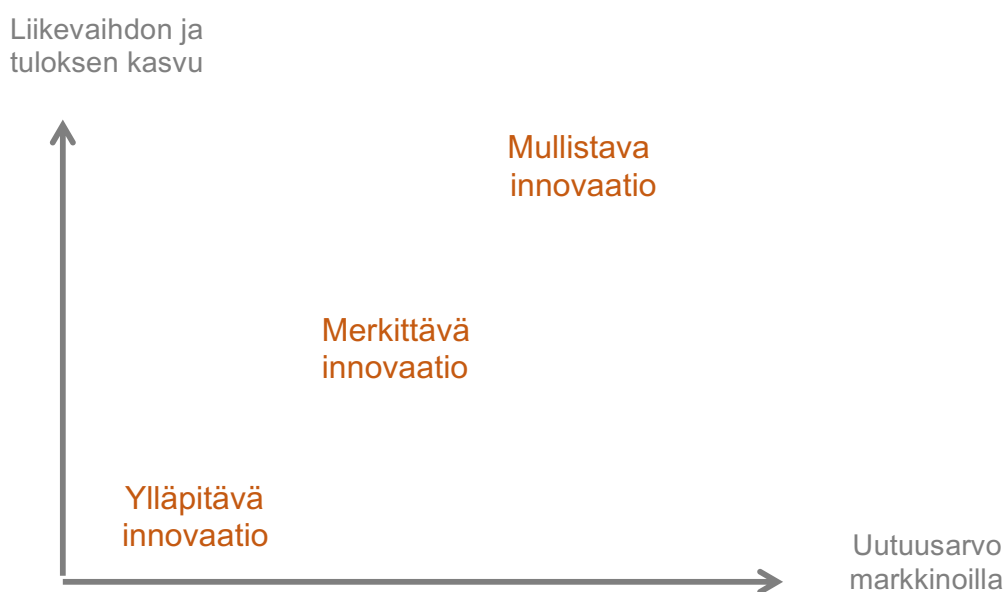 Liikevaihdon ja
tuloksen kasvu
Mullistava
innovaatio
Merkittävä
innovaatio
Ylläpitävä
innovaatio
Uutuusarvo
markkinoilla